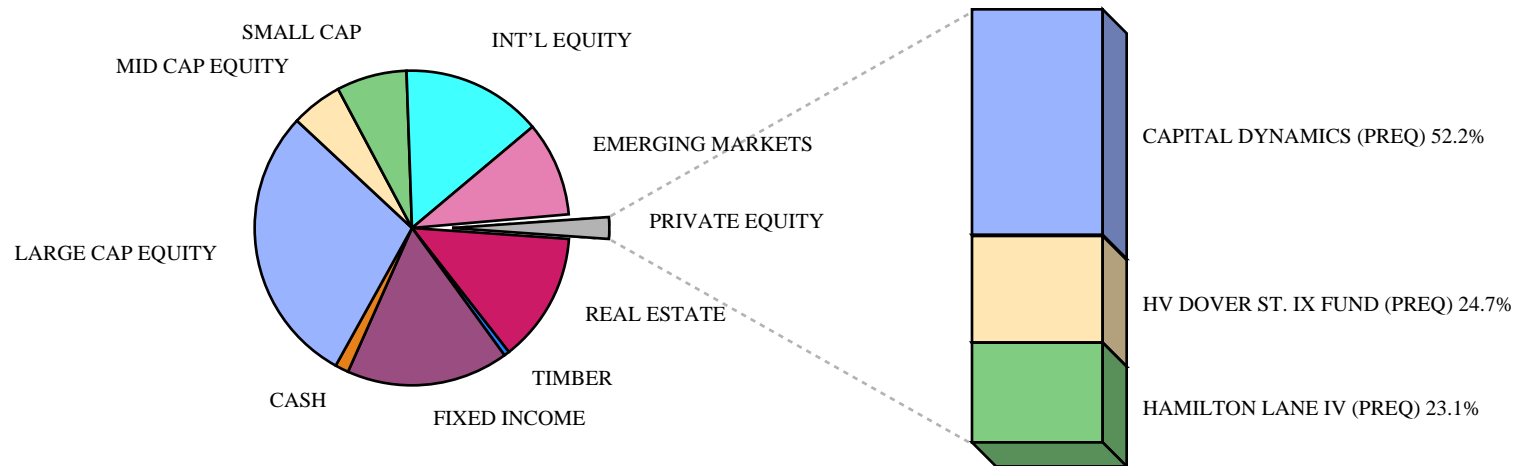 SMALL CAP
INT'L EQUITY
MID CAP EQUITY
EMERGING MARKETS
CAPITAL DYNAMICS (PREQ) 52.2%
PRIVATE EQUITY
LARGE CAP EQUITY
REAL ESTATE
HV DOVER ST. IX FUND (PREQ) 24.7%
TIMBER
CASH
FIXED INCOME
HAMILTON LANE IV (PREQ) 23.1%